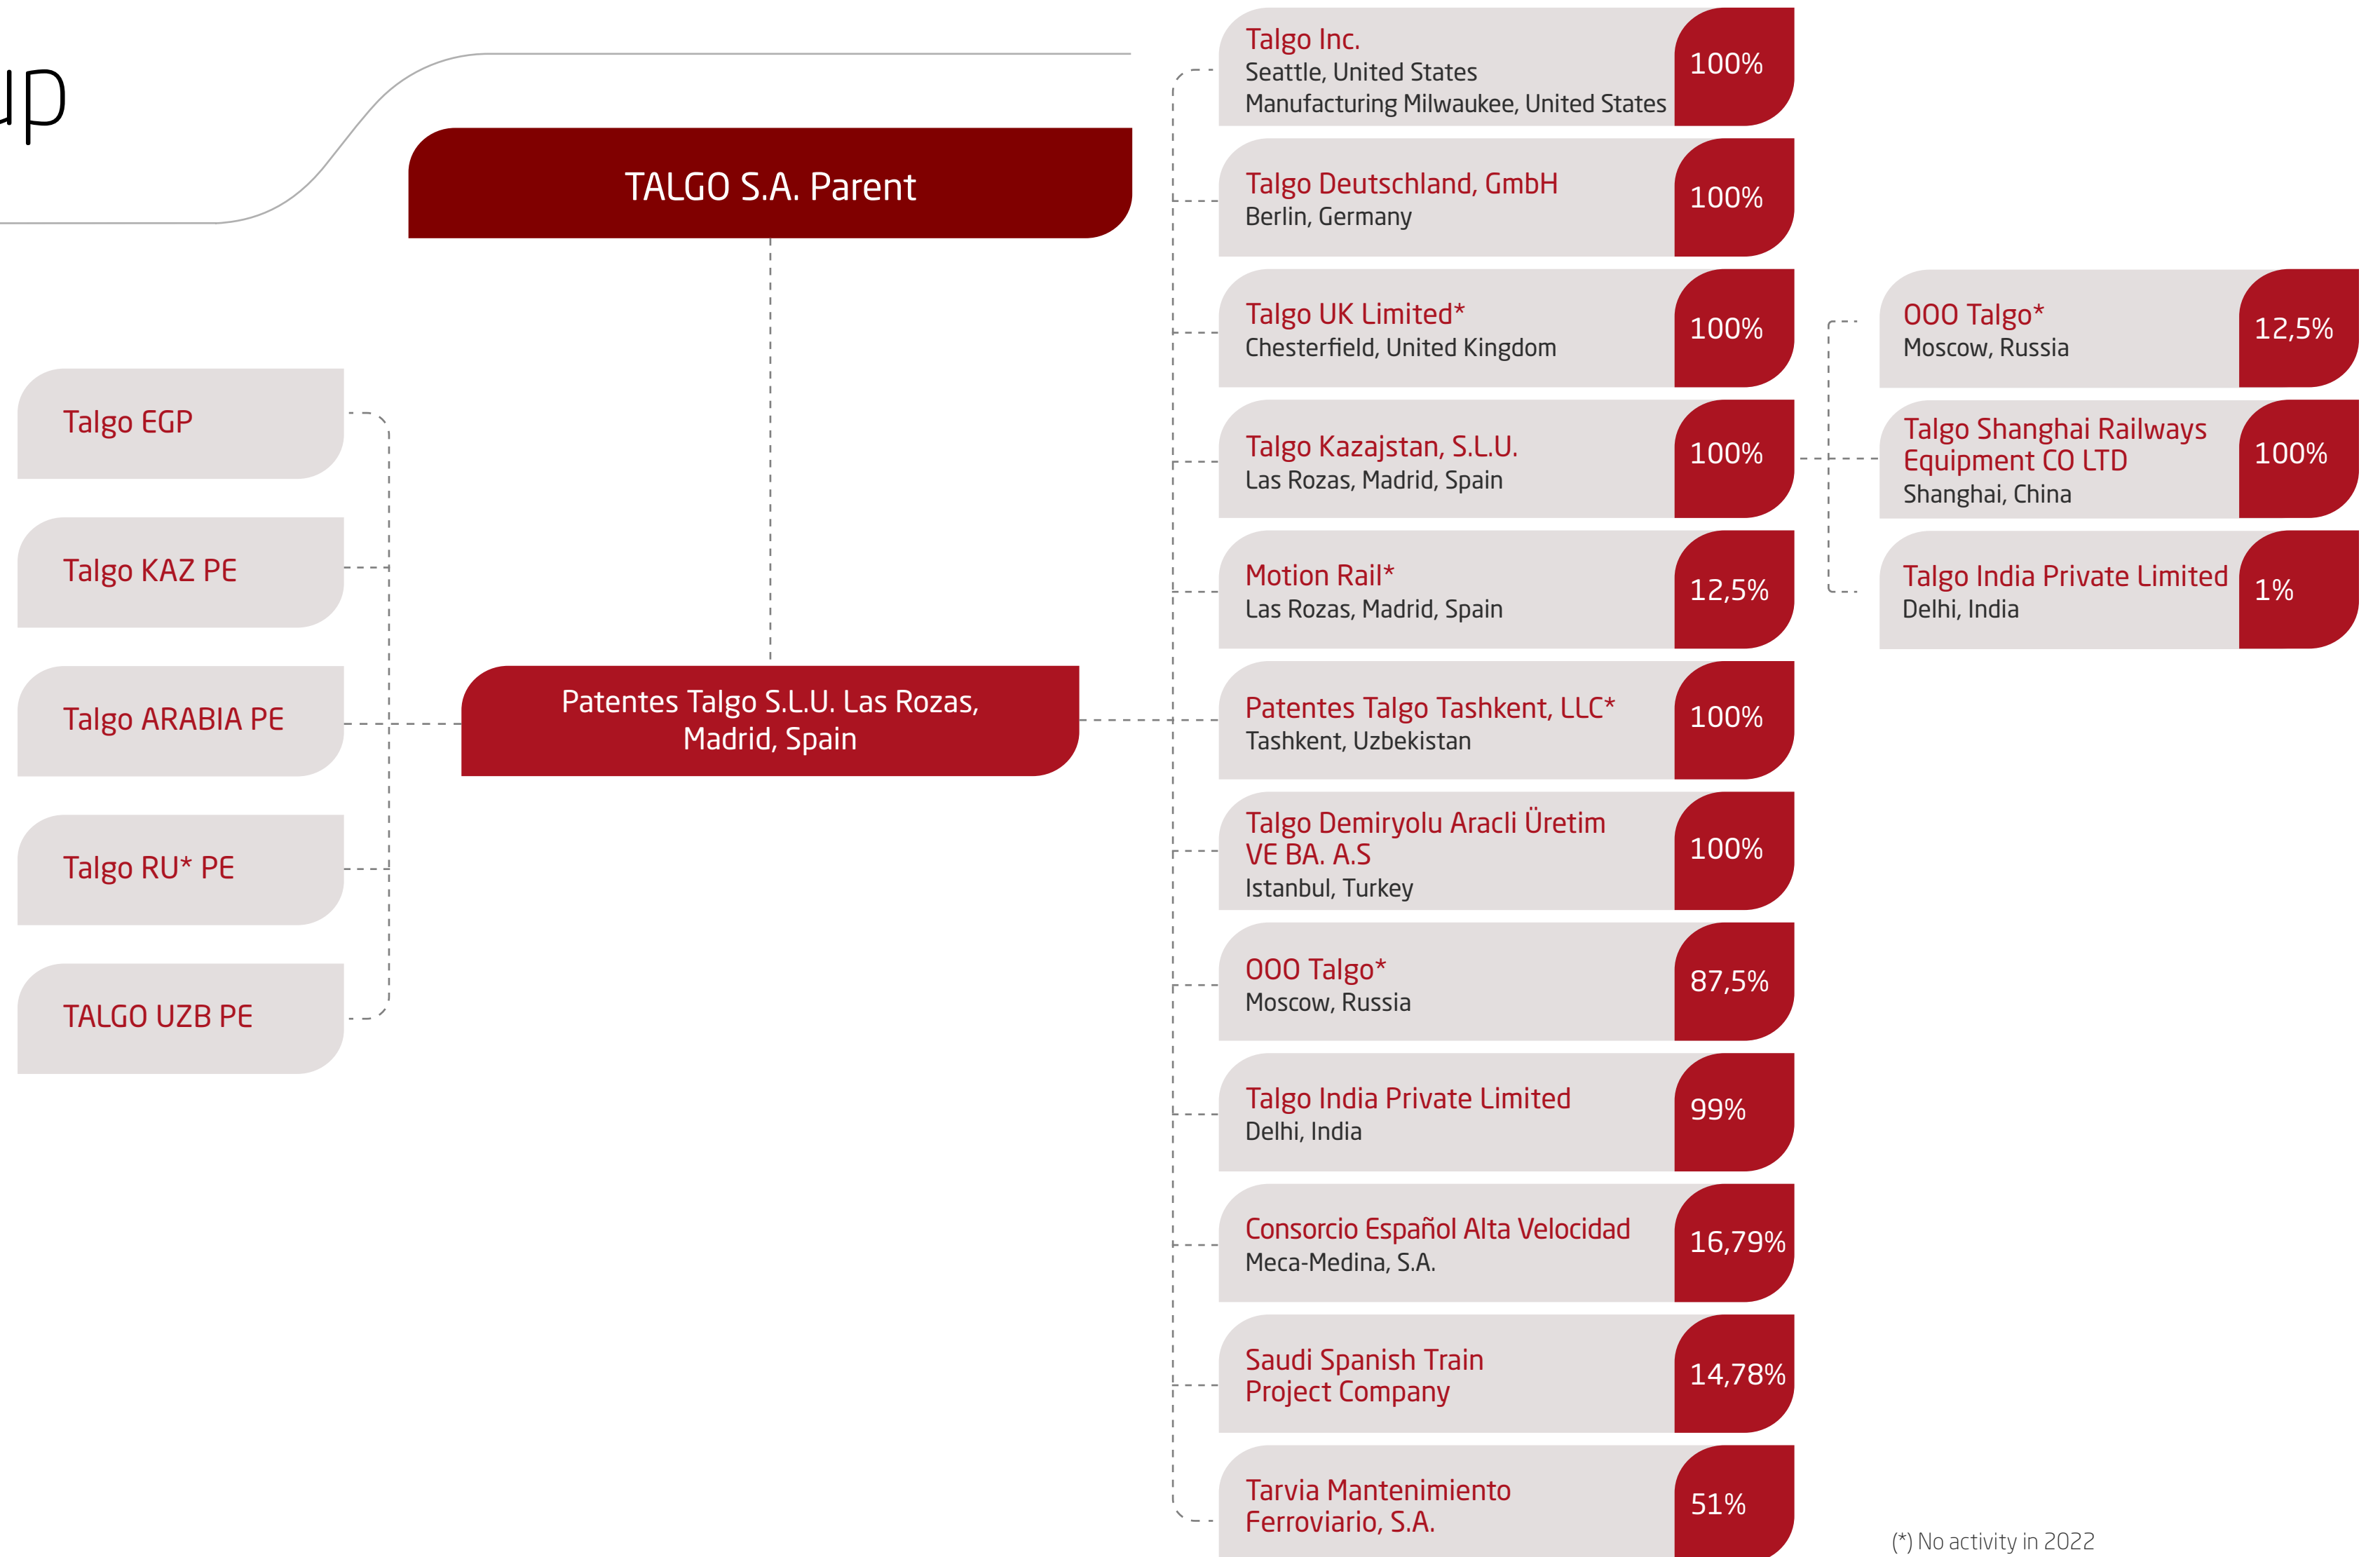 up
TALGO S.A. Parent
Talgo EGP
Talgo KAZ PE
Talgo ARABIA PE
Talgo RU* PE
TALGO UZB PE
Patentes Talgo S.L.U. Las Rozas,
Madrid, Spain
Talgo Inc.
Seattle, United States
Manufacturing Milwaukee, United States
100%
Talgo Deutschland, GmbH
Berlin, Germany
100%
Talgo UK Limited*
Chesterfield, United Kingdom
100%
Talgo Kazajstan, S.L.U.
Las Rozas, Madrid, Spain
100%
Motion Rail*
Las Rozas, Madrid, Spain
12,5%
Patentes Talgo Tashkent, LLC*
Tashkent, Uzbekistan
100%
Talgo Demiryolu Aracli Üretim
VE BA. A.S
Istanbul, Turkey
100%
OOO Talgo*
Moscow, Russia
87,5%
Talgo India Private Limited
Delhi, India
99%
Consorcio Español Alta Velocidad
Meca-Medina, S.A.
16,79%
Saudi Spanish Train
Project Company
14,78%
Tarvia Mantenimiento
Ferroviario, S.A.
51%
OOO Talgo*
Moscow, Russia
12,5%
Talgo Shanghai Railways
Equipment CO LTD
Shanghai, China
100%
Talgo India Private Limited
Delhi, India
1%
(*) No activity in 2022